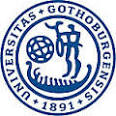 UNIVERSITAS • GOTHOBURGENSIS
• 1891 •